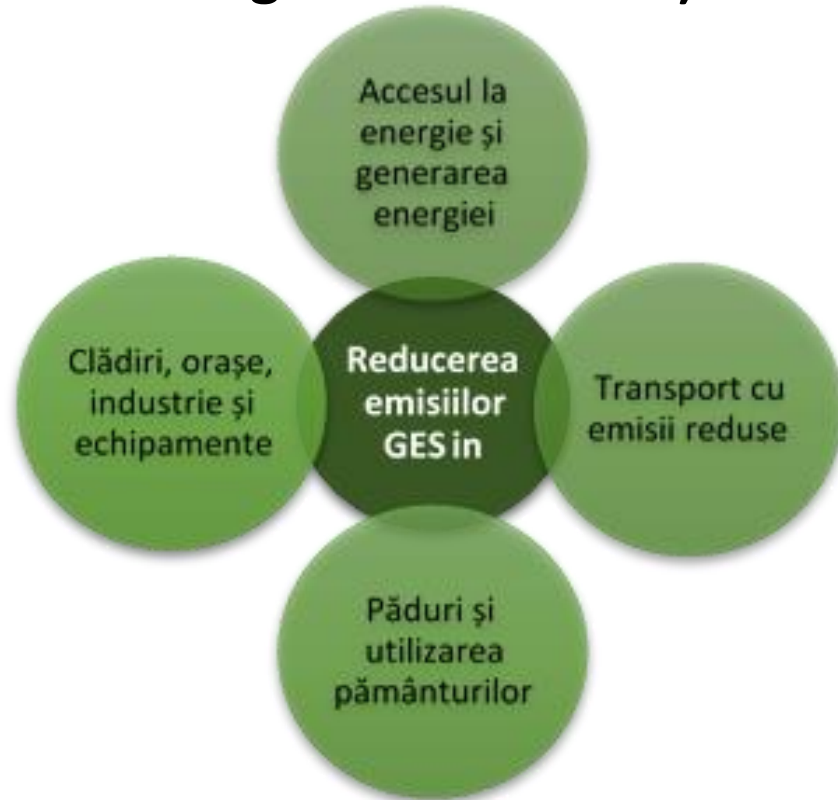 Accesul la
energie și
generarea
energiei
Clădiri, orașe,
industrie și
echipamente
Reducerea
emisiilor
GES in
Transport cu
emisii reduse
Păduri și
utilizarea
pământurilor